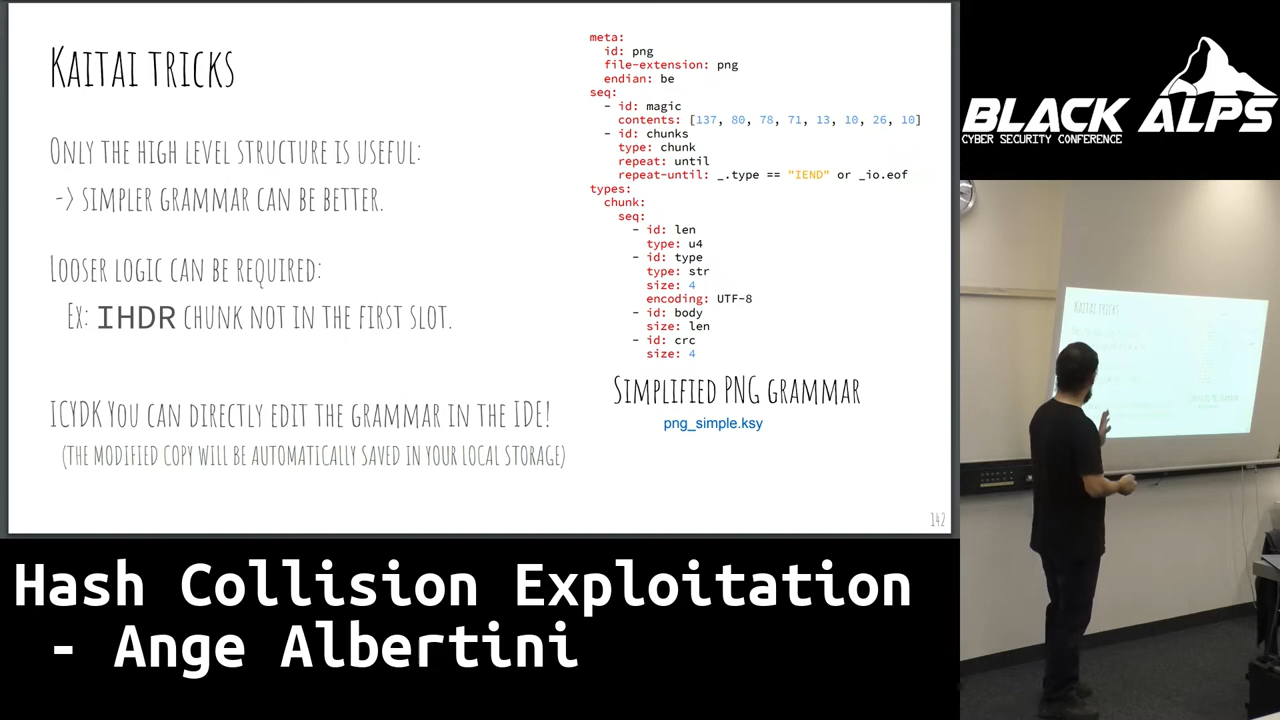 KAITAI TRICKS
ONLY THE HIGH LEVEL STRUCTURE IS USEFUL:
-> SIMPLER GRAMMAR CAN BE BETTER.
LOOSER LOGIC CAN BE REQUIRED:
EX: IHDR CHUNK NOT IN THE FIRST SLOT.
ICYDK YOU CAN DIRECTLY EDIT THE GRAMMAR IN THE IDE!
(THE MODIFIED COPY WILL BE AUTOMATICALLY SAVED IN YOUR LOCAL STORAGE)
meta:
id: png
file-extension: png
endian: be
seq:
- id: magic
contents: [137, 80, 78, 71, 13, 10, 26, 10]
- id: chunks
type: chunk
repeat: until
repeat-until: _.type == "IEND" or _io.eof
types:
chunk:
seq:
- id: len
type: u4
- id: type
type: str
size: 4
encoding: UTF-8
- id: body
size: len
- id: crc
size: 4
SIMPLIFIED PNG GRAMMAR
png_simple.ksy
142
BLACK ALPS
CYBER SECURITY CONFERENCE
KAITAI TRICKS
Hash Collision Exploitation
- Ange Albertini